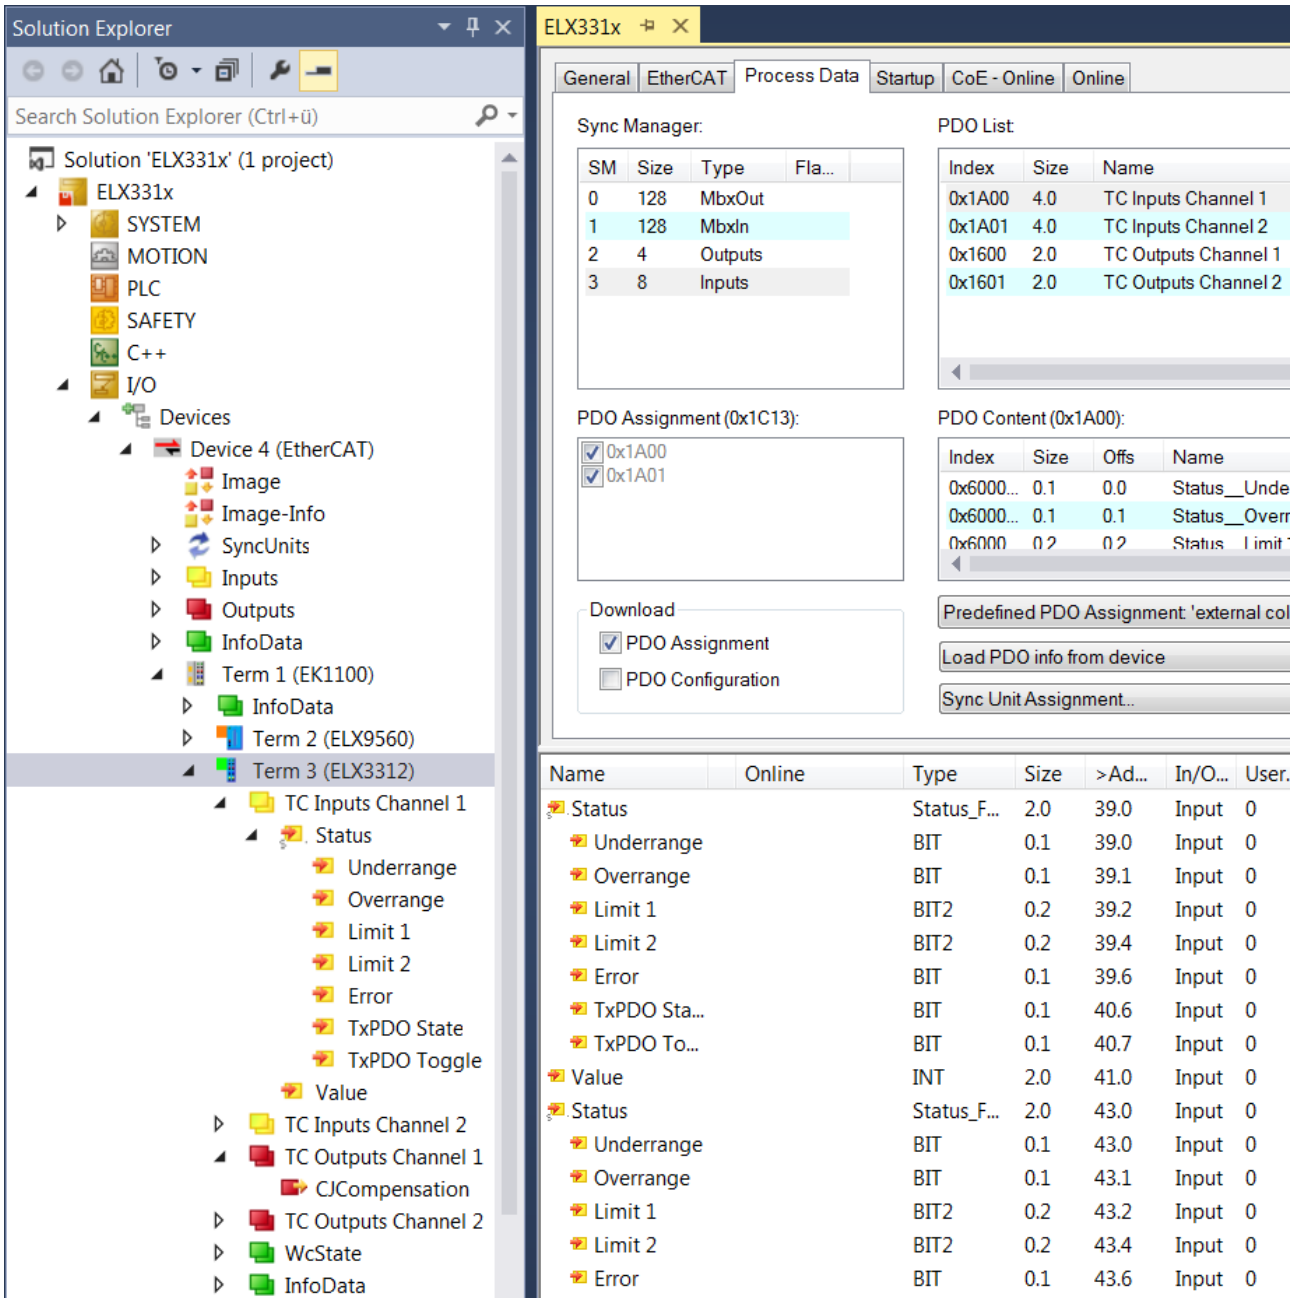 Solution Explorer
Search Solution Explorer (Ctrl+ü)
Solution 'ELX331x' (1 project)
ELX331x
SYSTEM
MOTION
PLC
SAFETY
C++
I/O
Devices
Device 4 (EtherCAT)
Image
Image-Info
SyncUnits
Inputs
Outputs
InfoData
Term 1 (EK1100)
InfoData
Term 2 (ELX9560)
Term 3 (ELX3312)
TC Inputs Channel 1
Status
Underrange
Overrange
Limit 1
Limit 2
Error
TxPDO State
TxPDO Toggle
Value
TC Inputs Channel 2
TC Outputs Channel 1
CJCompensation
TC Outputs Channel 2
WcState
InfoData
ELX331x
General EtherCAT Process Data Startup CoE - Online Online
Sync Manager:
SM Size Type Fla...
0 128 MbxOut
1 128 MbxIn
2 4 Outputs
3 8 Inputs
PDO List:
Index Size Name
0x1A00 4.0 TC Inputs Channel 1
0x1A01 4.0 TC Inputs Channel 2
0x1600 2.0 TC Outputs Channel 1
0x1601 2.0 TC Outputs Channel 2
PDO Assignment (0x1C13):
0x1A00
0x1A01
PDO Content (0x1A00):
Index Size Offs Name
0x6000... 0.1 0.0 Status__Unde
0x6000... 0.1 0.1 Status__Overr
0x6000 0.2 0.2 Status__Limit
Download
PDO Assignment
PDO Configuration
Predefined PDO Assignment: 'external col
Load PDO info from device
Sync Unit Assignment...
Name Online Type Size >Ad... In/O... User.
Status Status_F... 2.0 39.0 Input 0
Underrange BIT 0.1 39.0 Input 0
Overrange BIT 0.1 39.1 Input 0
Limit 1 BIT2 0.2 39.2 Input 0
Limit 2 BIT2 0.2 39.4 Input 0
Error BIT 0.1 39.6 Input 0
TxPDO Sta... BIT 0.1 40.6 Input 0
TxPDO To... BIT 0.1 40.7 Input 0
Value INT 2.0 41.0 Input 0
Status Status_F... 2.0 43.0 Input 0
Underrange BIT 0.1 43.0 Input 0
Overrange BIT 0.1 43.1 Input 0
Limit 1 BIT2 0.2 43.2 Input 0
Limit 2 BIT2 0.2 43.4 Input 0
Error BIT 0.1 43.6 Input 0